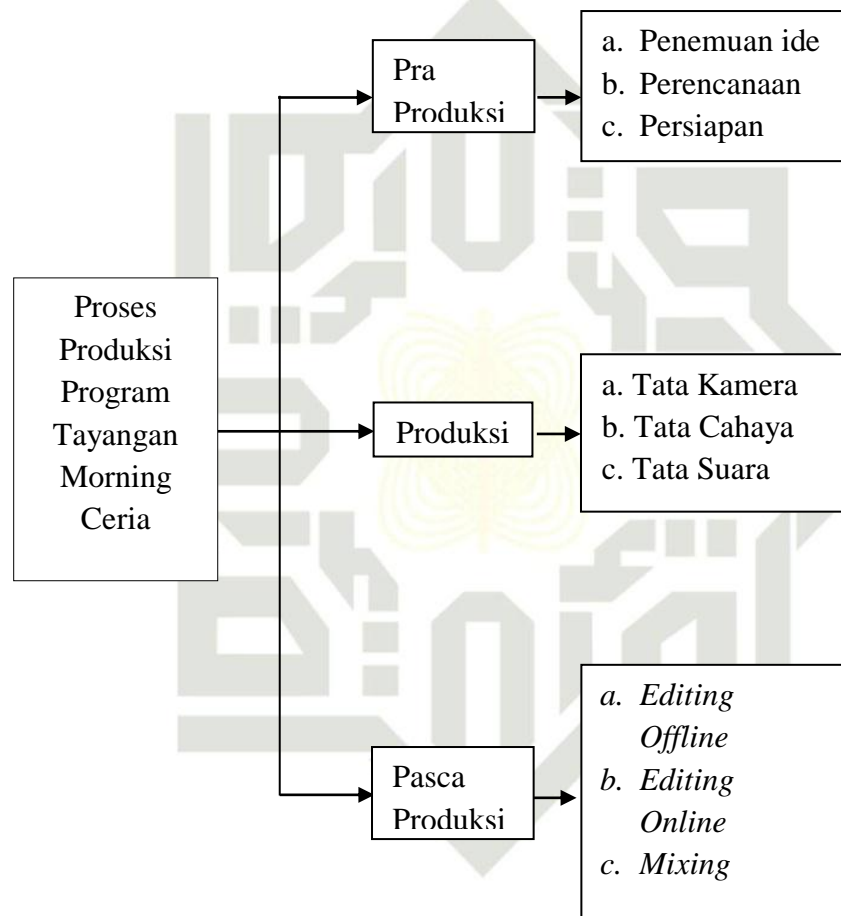 Proses
Produksi
Program
Tayangan
Morning
Ceria
Pra
Produksi
a. Penemuan ide
b. Perencanaan
c. Persiapan
Produksi
a. Tata Kamera
b. Tata Cahaya
c. Tata Suara
Pasca
Produksi
a. Editing
Offline
b. Editing
Online
c. Mixing